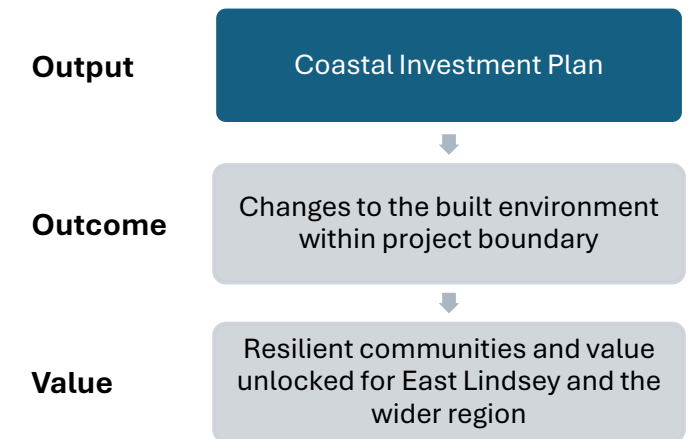 Output
Coastal Investment Plan
Outcome
Changes to the built environment
within project boundary
Value
Resilient communities and value
unlocked for East Lindsey and the
wider region